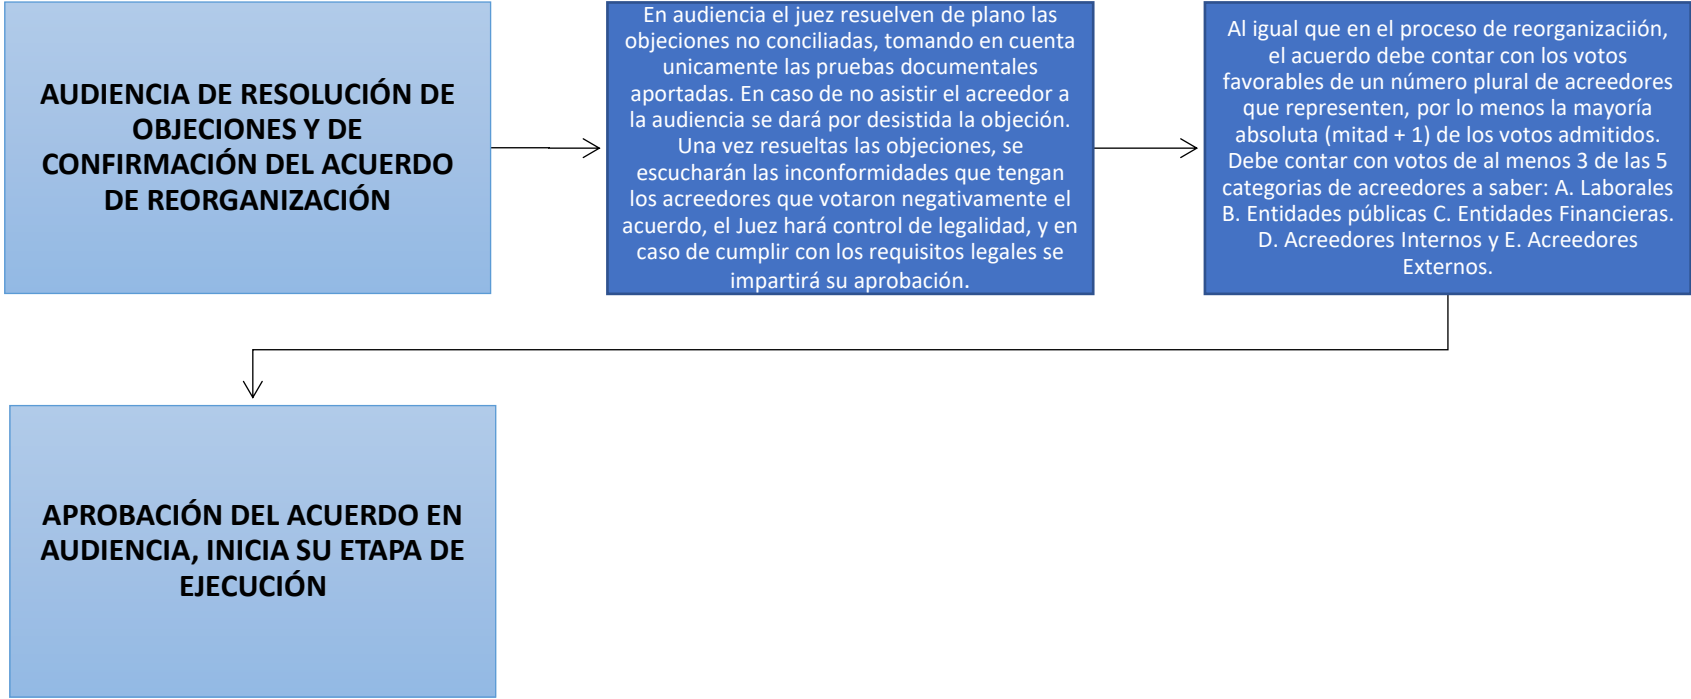 AUDIENCIA DE RESOLUCIÓN DE
OBJECIONES Y DE
CONFIRMACIÓN DEL ACUERDO
DE REORGANIZACIÓN
En audiencia el juez resuelven de plano las
objeciones no conciliadas, tomando en cuenta
unicamente las pruebas documentales
aportadas. En caso de no asistir el acreedor a
la audiencia se dará por desistida la objeción.
Una vez resueltas las objeciones, se
escucharán las inconformidades que tengan
los acreedores que votaron negativamente el
acuerdo, el Juez hará control de legalidad, y en
caso de cumplir con los requisitos legales se
impartirá su aprobación.
Al igual que en el proceso de reorganizaciión,
el acuerdo debe contar con los votos
favorables de un número plural de acreedores
que representen, por lo menos la mayoría
absoluta (mitad + 1) de los votos admitidos.
Debe contar con votos de al menos 3 de las 5
categorias de acreedores a saber: A. Laborales
B. Entidades públicas C. Entidades Financieras.
D. Acreedores Internos y E. Acreedores
Externos.
APROBACIÓN DEL ACUERDO EN
AUDIENCIA, INICIA SU ETAPA DE
EJECUCIÓN